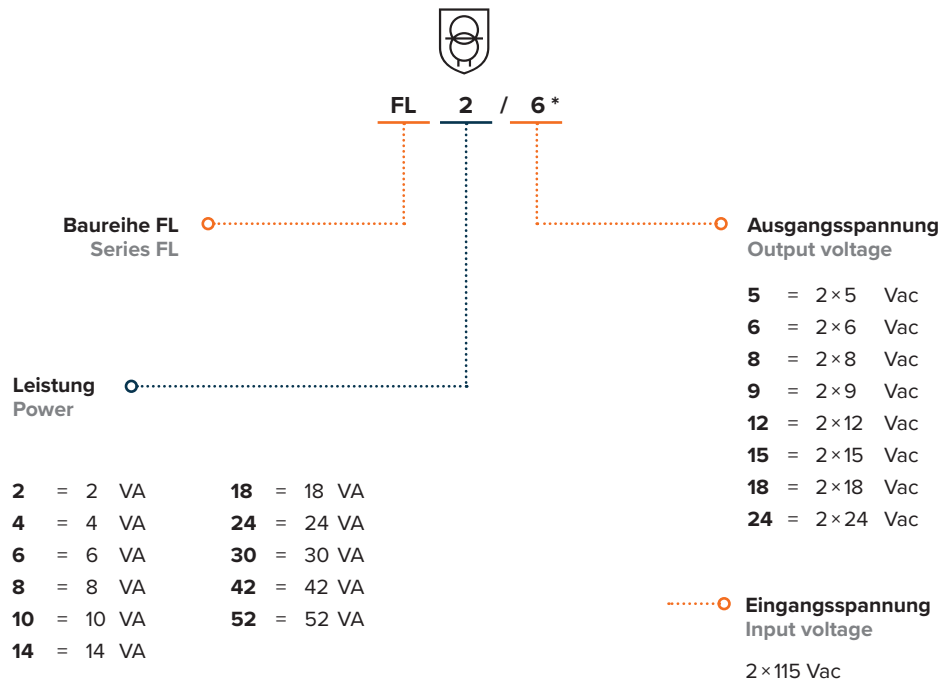 FL 2 / 6 *
Baureihe FL
Series FL
Leistung
Power
2 = 2 VA
4 = 4 VA
6 = 6 VA
8 = 8 VA
10 = 10 VA
14 = 14 VA
18 = 18 VA
24 = 24 VA
30 = 30 VA
42 = 42 VA
52 = 52 VA
Ausgangsspannung
Output voltage
5 = 2×5 Vac
6 = 2×6 Vac
8 = 2×8 Vac
9 = 2×9 Vac
12 = 2×12 Vac
15 = 2×15 Vac
18 = 2×18 Vac
24 = 2×24 Vac
Eingangsspannung
Input voltage
2×115 Vac